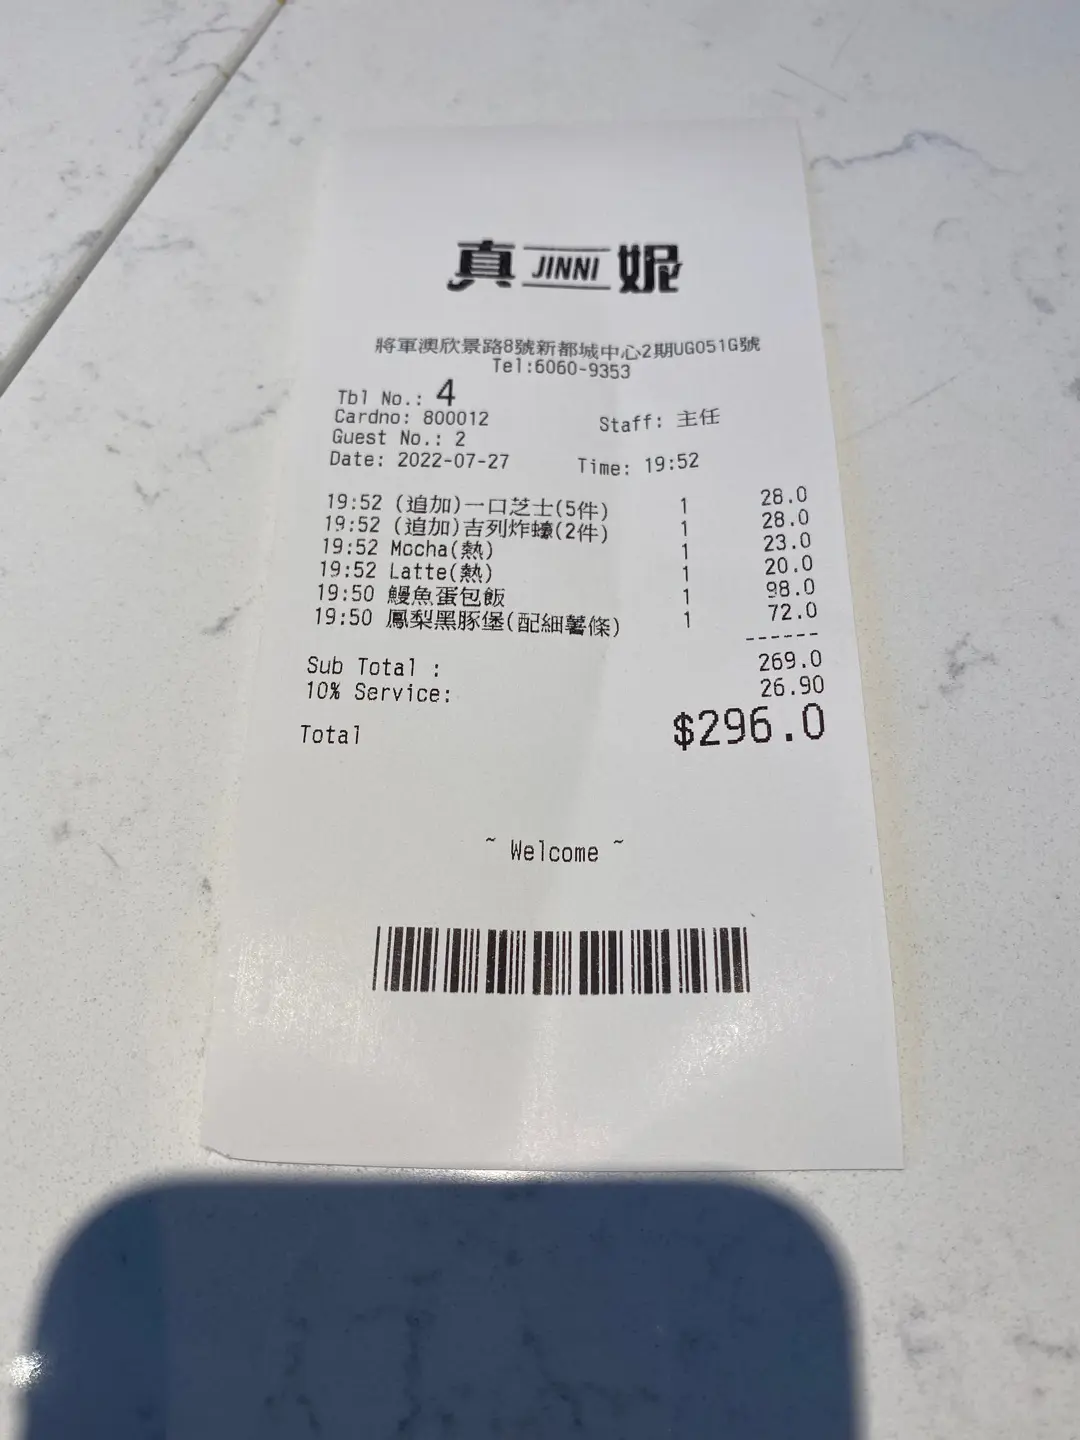 真 JINNI 妮
將軍澳欣景路8號新都城中心2期UG051G號
Tel:6060-9353
Tbl No.: 4
Cardno: 800012 Staff: 主任
Guest No.: 2
Date: 2022-07-27 Time: 19:52
19:52 (追加)一口芝士(5件) 1 28.0
19:52 (追加)吉列炸蠔(2件) 1 28.0
19:52 Mocha(熱) 1 23.0
19:52 Latte(熱) 1 20.0
19:50 鰻魚蛋包飯 1 98.0
19:50 鳳梨黑豚堡(配細薯條) 1 72.0
------
Sub Total : 269.0
10% Service: 26.90
Total $296.0
~ Welcome ~